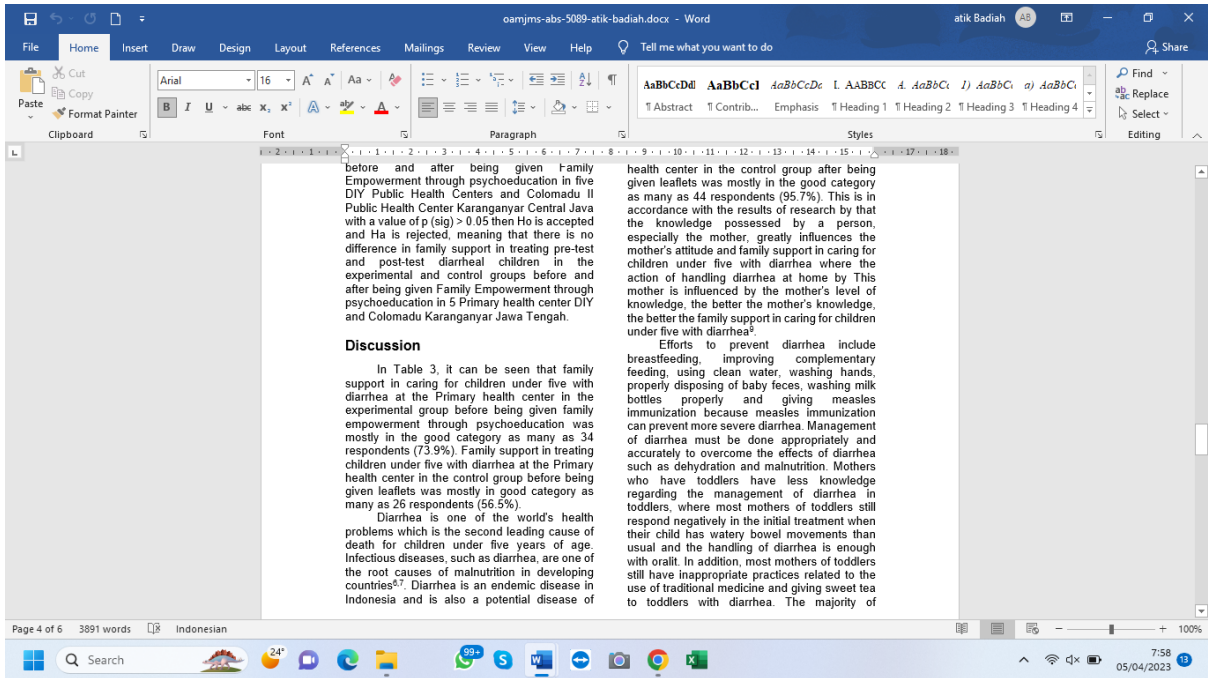 oamjms-abs-5089-atik-badiah.docx - Word
atik Badiah
AB
File Home Insert Draw Design Layout References Mailings Review View Help Tell me what you want to do
Share
Paste
Cut
Copy
Format Painter
Clipboard
Arial
16
Font
Paragraph
AaBbCcDdI AaBbCcI AaBbCcDc I. AABBCC A. AaBbCc 1) AaBbCc a) AaBbCc
¶ Abstract ¶ Contrib... Emphasis ¶ Heading 1 ¶ Heading 2 ¶ Heading 3 ¶ Heading 4
Styles
Find
Replace
Select
Editing
before and after being given Family
Empowerment through psychoeducation in five
DIY Public Health Centers and Colomadu II
Public Health Center Karanganyar Central Java
with a value of p (sig) > 0.05 then Ho is accepted
and Ha is rejected, meaning that there is no
difference in family support in treating pre-test
and post-test diarrheal children in the
experimental and control groups before and
after being given Family Empowerment through
psychoeducation in 5 Primary health center DIY
and Colomadu Karanganyar Jawa Tengah.
Discussion
In Table 3, it can be seen that family
support in caring for children under five with
diarrhea at the Primary health center in the
experimental group before being given family
empowerment through psychoeducation was
mostly in the good category as many as 34
respondents (73.9%). Family support in treating
children under five with diarrhea at the Primary
health center in the control group before being
given leaflets was mostly in good category as
many as 26 respondents (56.5%).
Diarrhea is one of the world's health
problems which is the second leading cause of
death for children under five years of age.
Infectious diseases, such as diarrhea, are one of
the root causes of malnutrition in developing
countries6,7. Diarrhea is an endemic disease in
Indonesia and is also a potential disease of
health center in the control group after being
given leaflets was mostly in the good category
as many as 44 respondents (95.7%). This is in
accordance with the results of research by that
the knowledge possessed by a person,
especially the mother, greatly influences the
mother's attitude and family support in caring for
children under five with diarrhea where the
action of handling diarrhea at home by This
mother is influenced by the mother's level of
knowledge, the better the mother's knowledge,
the better the family support in caring for children
under five with diarrhea9.
Efforts to prevent diarrhea include
breastfeeding, improving complementary
feeding, using clean water, washing hands,
properly disposing of baby feces, washing milk
bottles properly and giving measles
immunization because measles immunization
can prevent more severe diarrhea. Management
of diarrhea must be done appropriately and
accurately to overcome the effects of diarrhea
such as dehydration and malnutrition. Mothers
who have toddlers have less knowledge
regarding the management of diarrhea in
toddlers, where most mothers of toddlers still
respond negatively in the initial treatment when
their child has watery bowel movements than
usual and the handling of diarrhea is enough
with oralit. In addition, most mothers of toddlers
still have inappropriate practices related to the
use of traditional medicine and giving sweet tea
to toddlers with diarrhea. The majority of
Page 4 of 6 3891 words Indonesian
100%
Search
24°
99+
7:58
05/04/2023
13